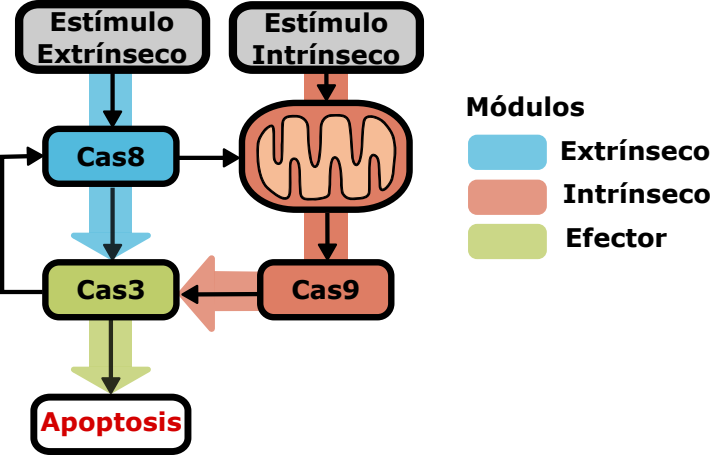 Estímulo
Extrínseco
Estímulo
Intrínseco
Módulos
Extrínseco
Intrínseco
Efector
Cas8
Cas3
Cas9
Apoptosis